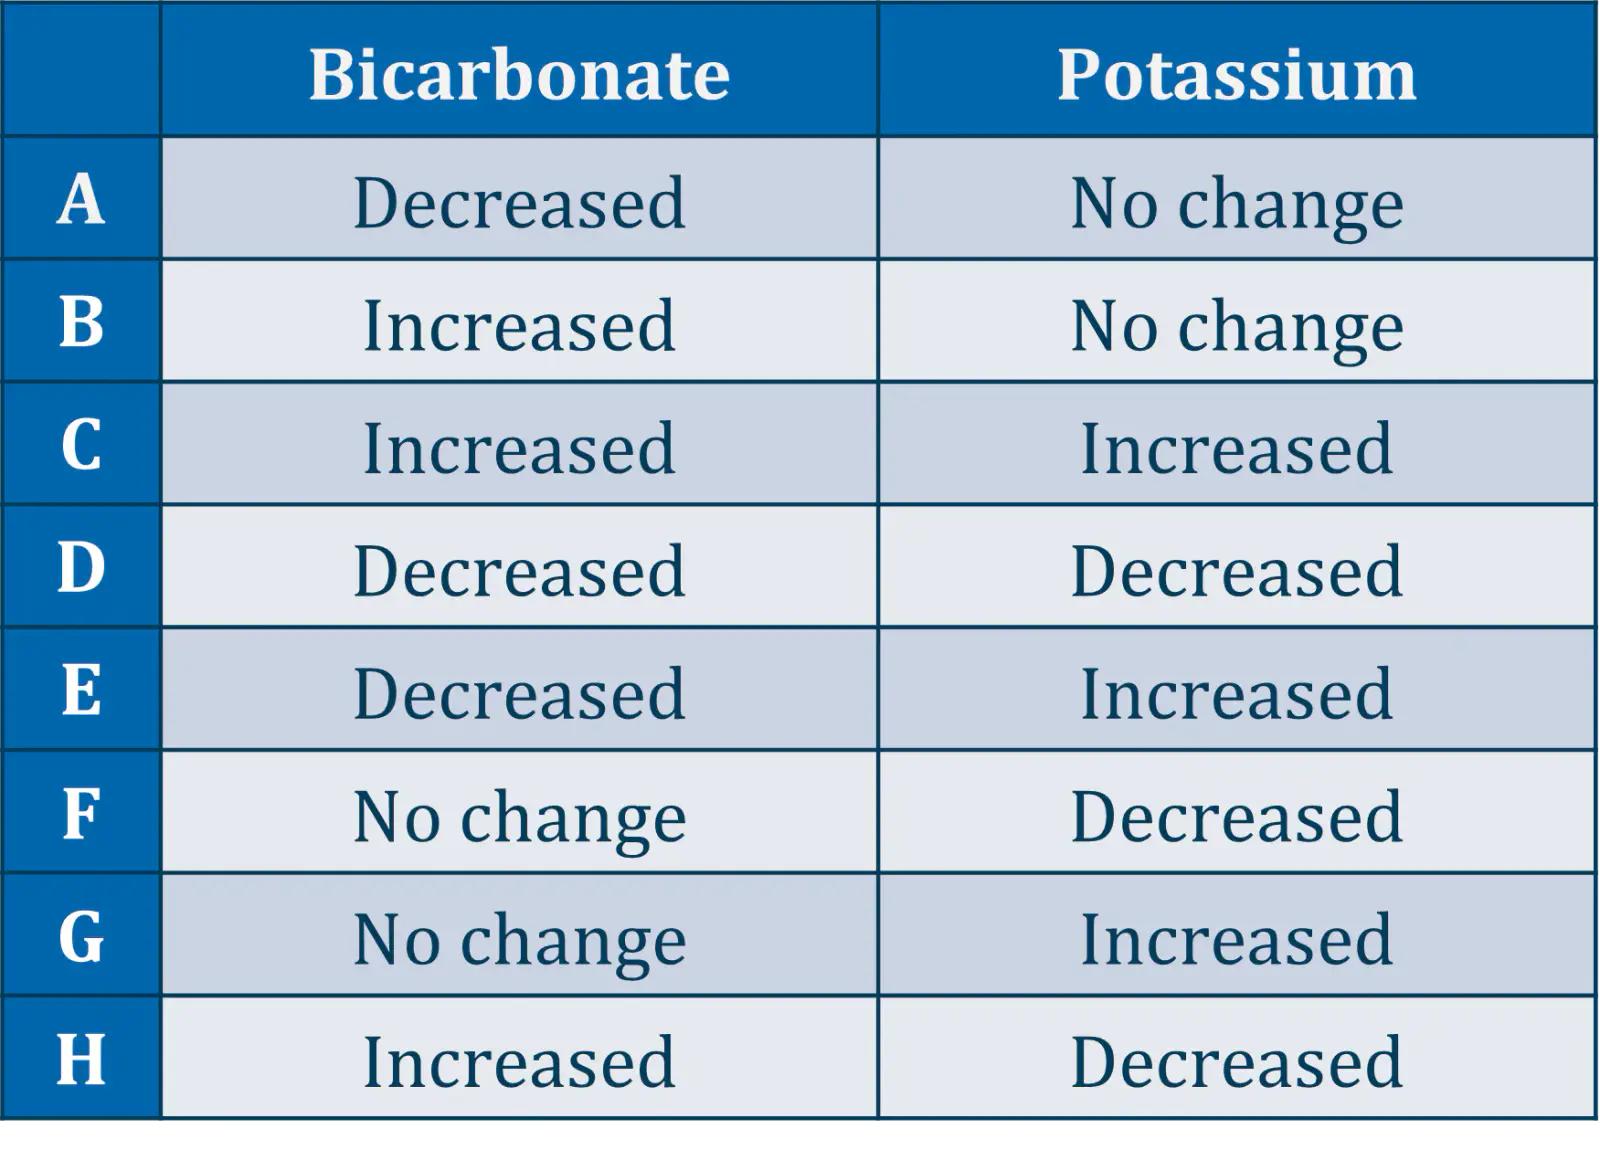 Bicarbonate Potassium
A Decreased No change
B Increased No change
C Increased Increased
D Decreased Decreased
E Decreased Increased
F No change Decreased
G No change Increased
H Increased Decreased